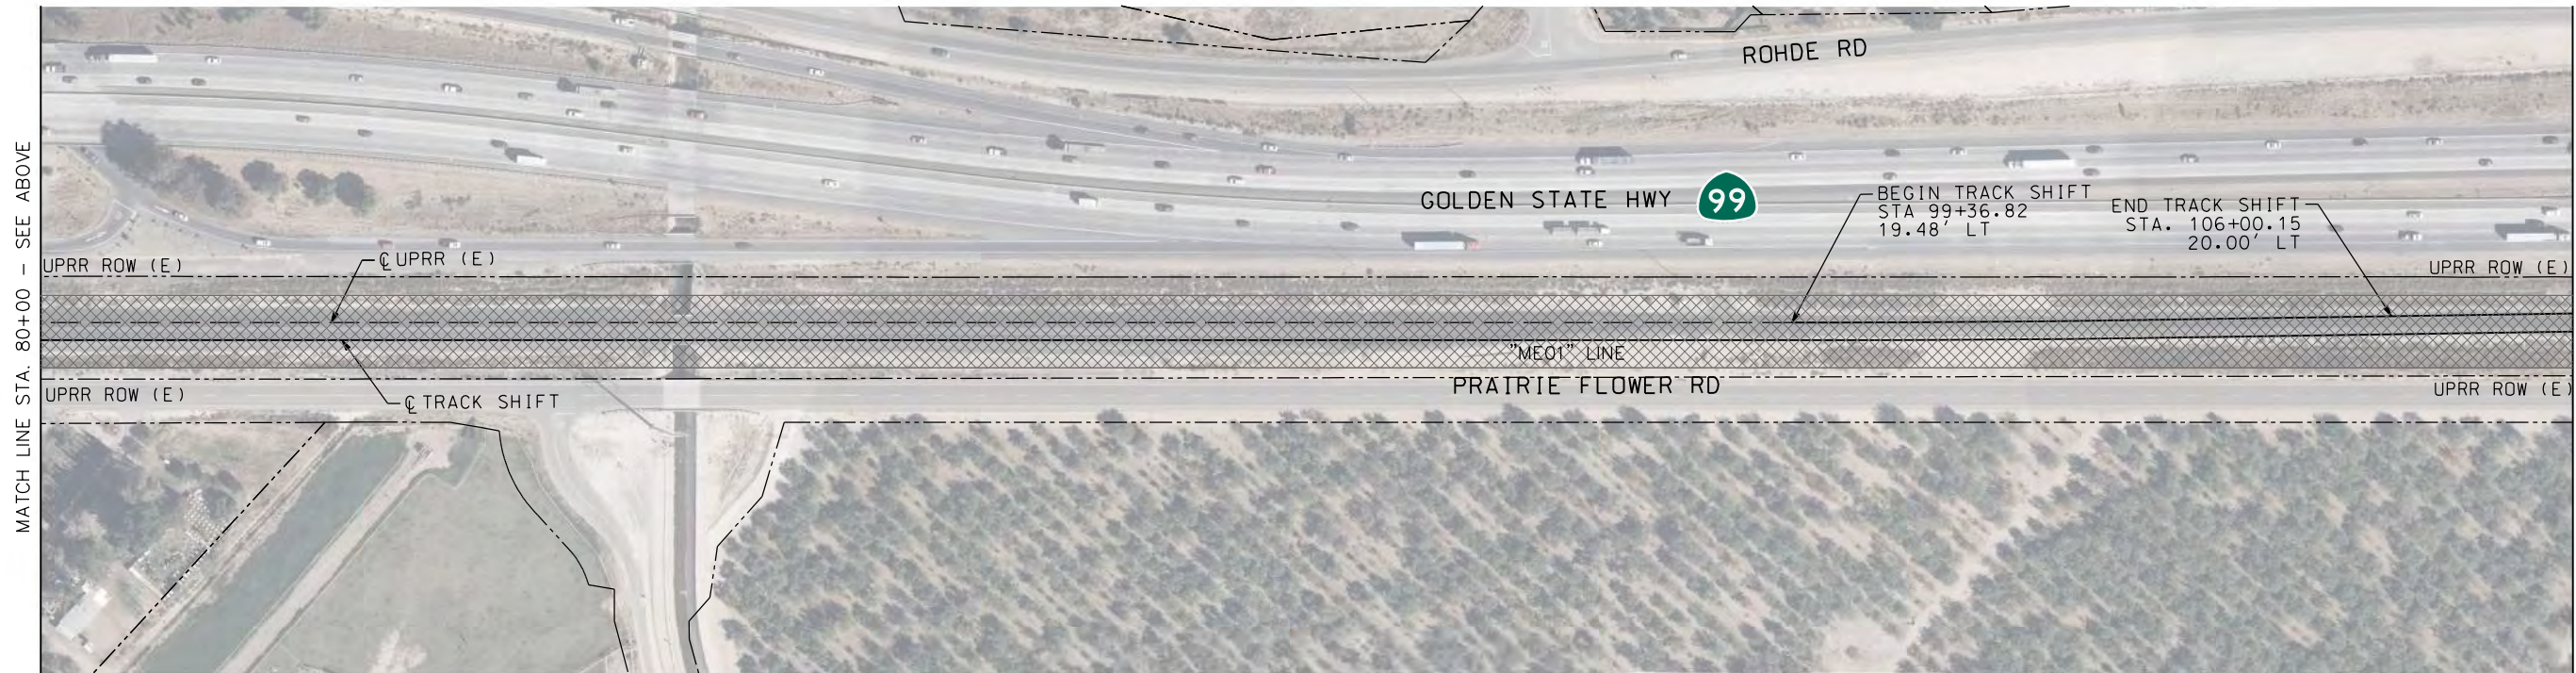 MATCH LINE STA. 80+00 - SEE ABOVE
ROHDE RD
GOLDEN STATE HWY 99
BEGIN TRACK SHIFT
STA 99+36.82
19.48' LT
END TRACK SHIFT
STA. 106+00.15
20.00' LT
UPRR ROW (E)
℄ UPRR (E)
UPRR ROW (E)
"ME01" LINE
UPRR ROW (E)
℄ TRACK SHIFT
PRAIRIE FLOWER RD
UPRR ROW (E)